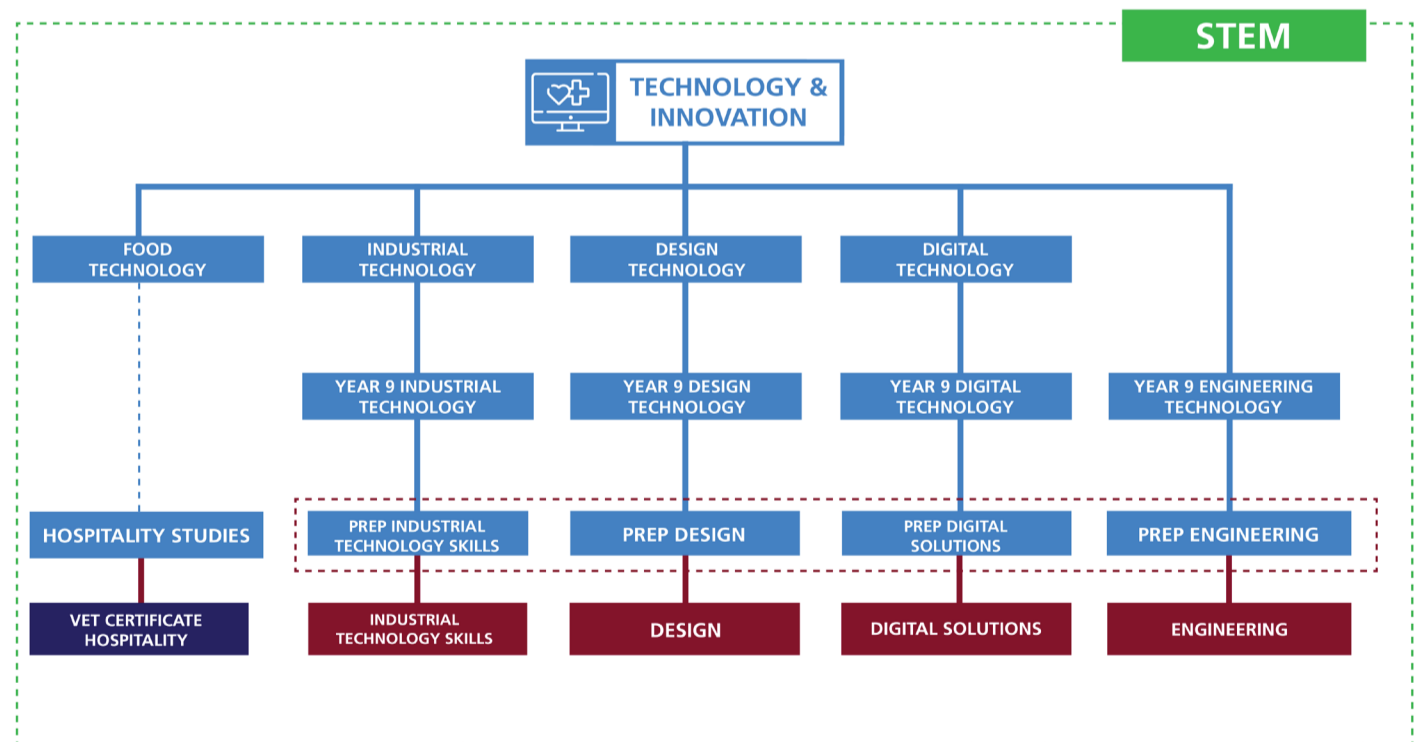 STEM
TECHNOLOGY &
INNOVATION
FOOD
TECHNOLOGY
INDUSTRIAL
TECHNOLOGY
DESIGN
TECHNOLOGY
DIGITAL
TECHNOLOGY
YEAR 9 INDUSTRIAL
TECHNOLOGY
YEAR 9 DESIGN
TECHNOLOGY
YEAR 9 DIGITAL
TECHNOLOGY
YEAR 9 ENGINEERING
TECHNOLOGY
HOSPITALITY STUDIES
PREP INDUSTRIAL
TECHNOLOGY SKILLS
PREP DESIGN
PREP DIGITAL
SOLUTIONS
PREP ENGINEERING
VET CERTIFICATE
HOSPITALITY
INDUSTRIAL
TECHNOLOGY SKILLS
DESIGN
DIGITAL SOLUTIONS
ENGINEERING